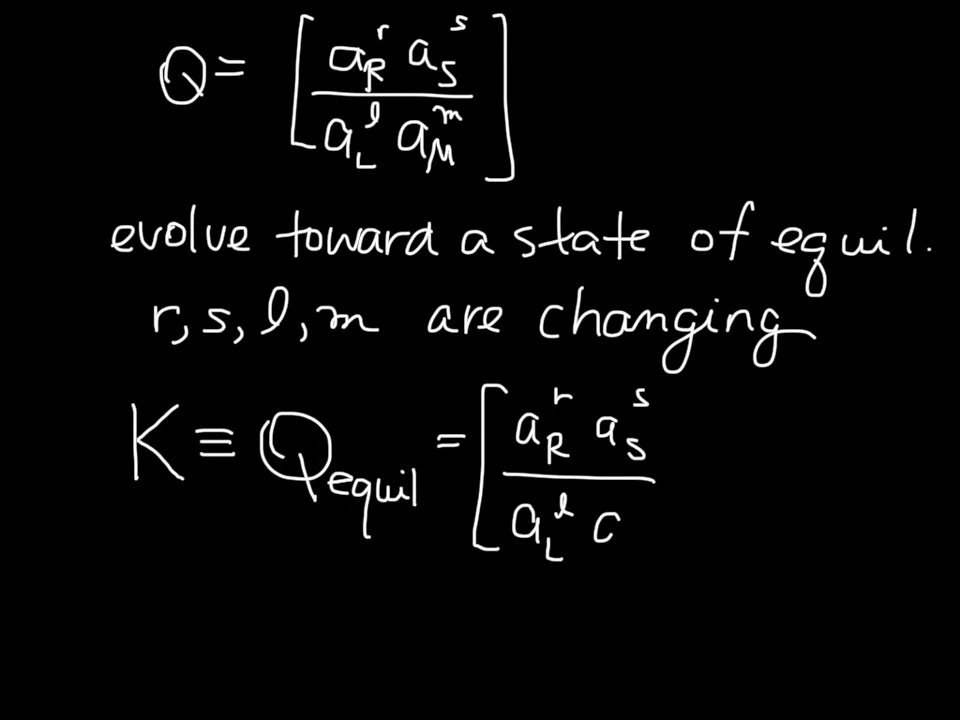 Q = [a_R^r a_S^s / a_L^l a_M^m]
evolve toward a state of equil.
r, s, l, m are changing
K ≡ Q_equil = [a_R^r a_S^s / a_L^l c